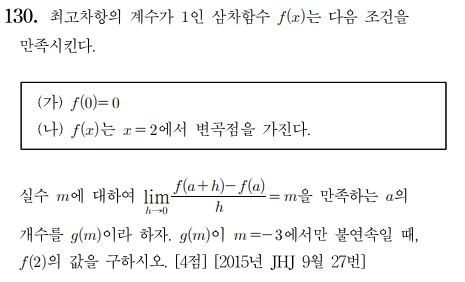 130. 최고차항의 계수가 1인 삼차함수 f(x)는 다음 조건을
만족시킨다.
(가) f(0)=0
(나) f(x)는 x=2에서 변곡점을 가진다.
실수 m에 대하여 lim_{h→0} \frac{f(a+h)-f(a)}{h}=m을 만족하는 a의
개수를 g(m)이라 하자. g(m)이 m=-3에서만 불연속일 때,
f(2)의 값을 구하시오. [4점] [2015년 JHJ 9월 27번]